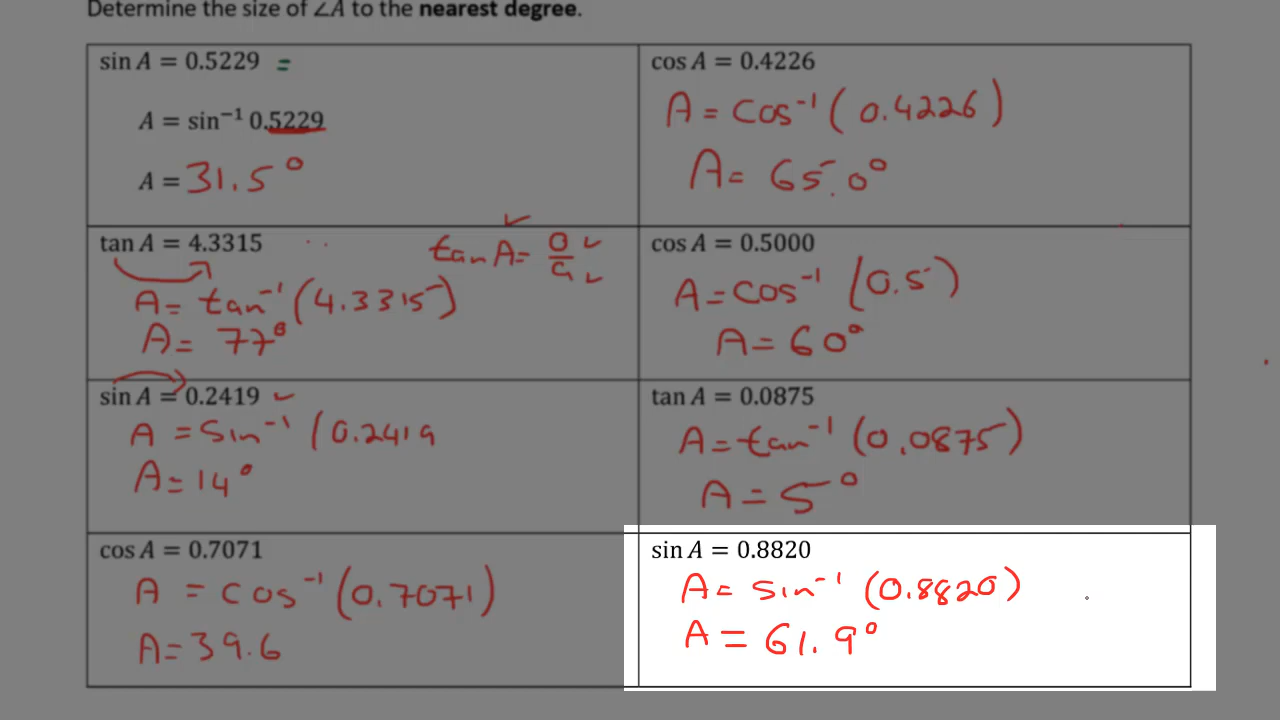 Determine the size of ∠A to the nearest degree.
sin A = 0.5229 =
A = sin⁻¹ 0.5229
A = 31.5°
cos A = 0.4226
A = cos⁻¹ (0.4226)
A = 65.0°
tan A = 4.3315
tan A = O/A
A = tan⁻¹ (4.3315)
A = 77°
cos A = 0.5000
A = cos⁻¹ (0.5)
A = 60°
sin A = 0.2419
A = sin⁻¹ (0.2419
A = 14°
tan A = 0.0875
A = tan⁻¹ (0.0875)
A = 5°
cos A = 0.7071
A = cos⁻¹ (0.7071)
A = 39.6
sin A = 0.8820
A = sin⁻¹ (0.8820)
A = 61.9°